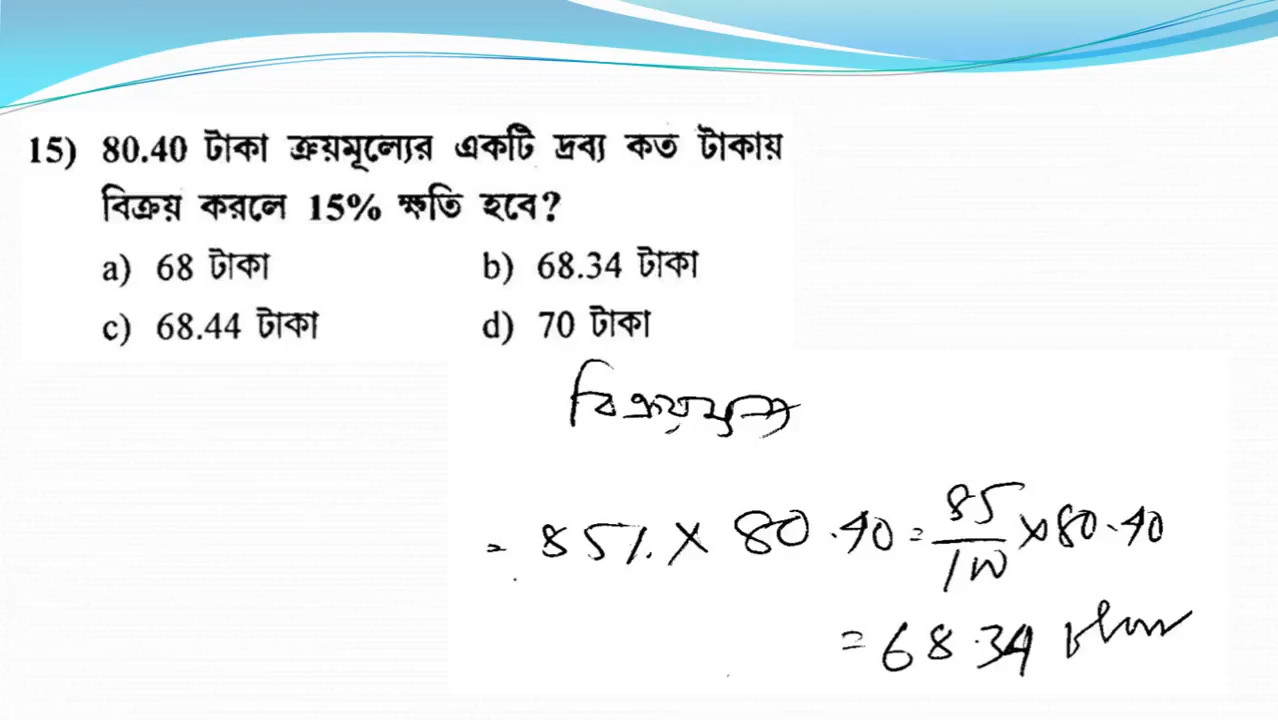 15) 80.40 টাকা ক্রয়মূল্যের একটি দ্রব্য কত টাকায়
বিক্রয় করলে 15% ক্ষতি হবে?
a) 68 টাকা b) 68.34 টাকা
c) 68.44 টাকা d) 70 টাকা
বিক্রয়মূল্য
= 85% × 80.40 = 85/100 × 80.40
= 68.34 টাকা